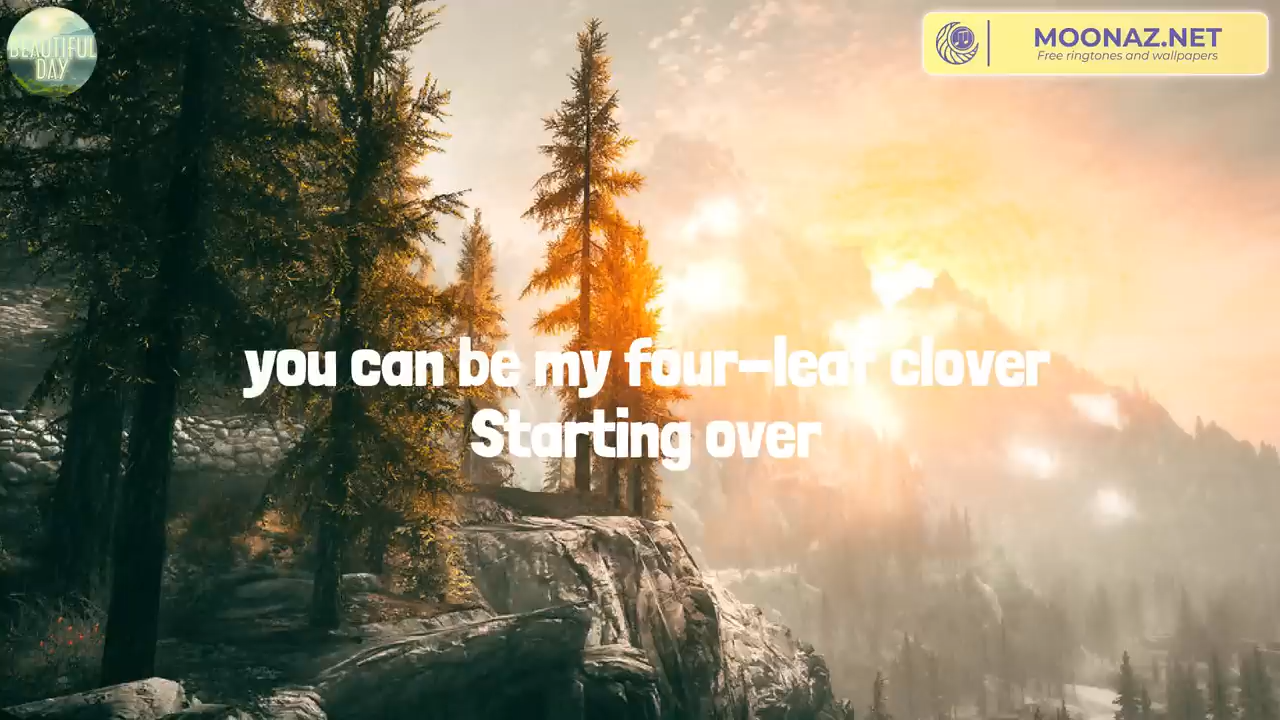 BEAUTIFUL
DAY
MOONAZ.NET
Free ringtones and wallpapers
you can be my four-leaf clover
Starting over